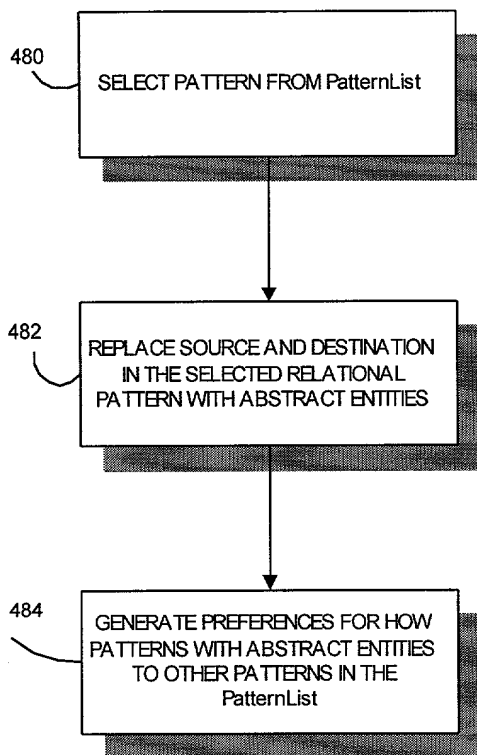 480
SELECT PATTERN FROM PatternList
482
REPLACE SOURCE AND DESTINATION
IN THE SELECTED RELATIONAL
PATTERN WITH ABSTRACT ENTITIES
484
GENERATE PREFERENCES FOR HOW
PATTERNS WITH ABSTRACT ENTITIES
TO OTHER PATTERNS IN THE
PatternList